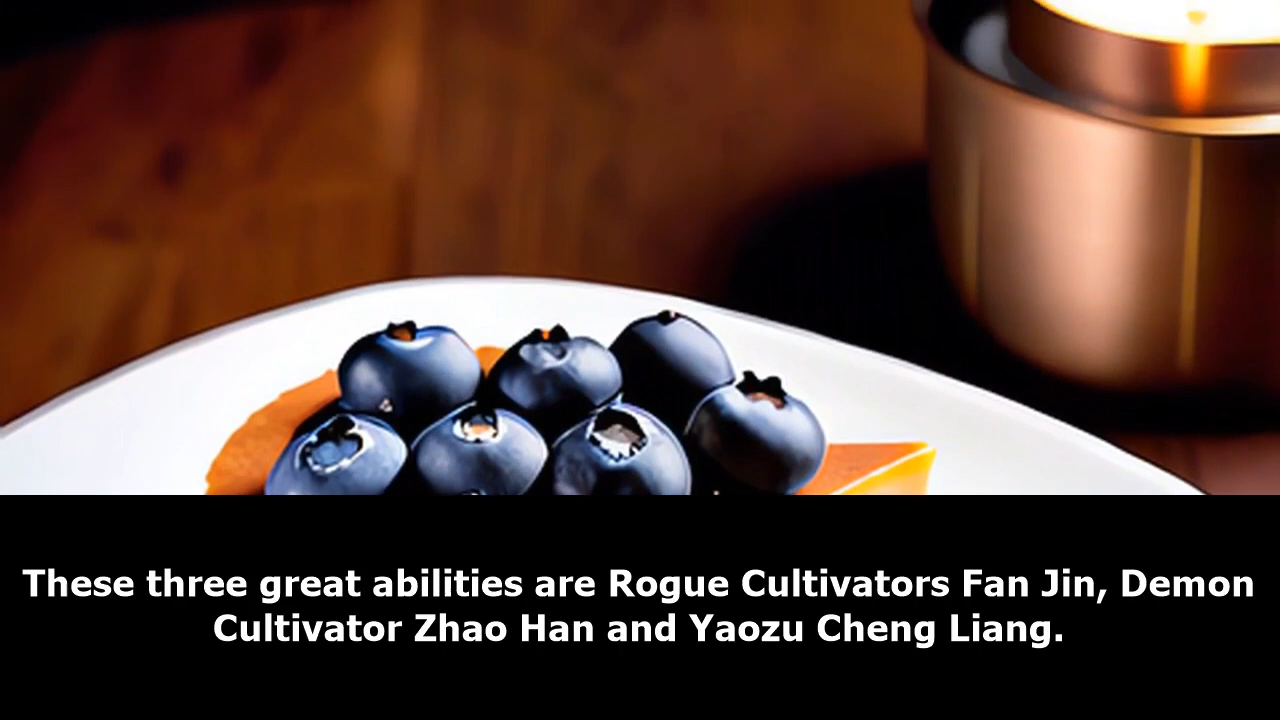 These three great abilities are Rogue Cultivators Fan Jin, Demon
Cultivator Zhao Han and Yaozu Cheng Liang.